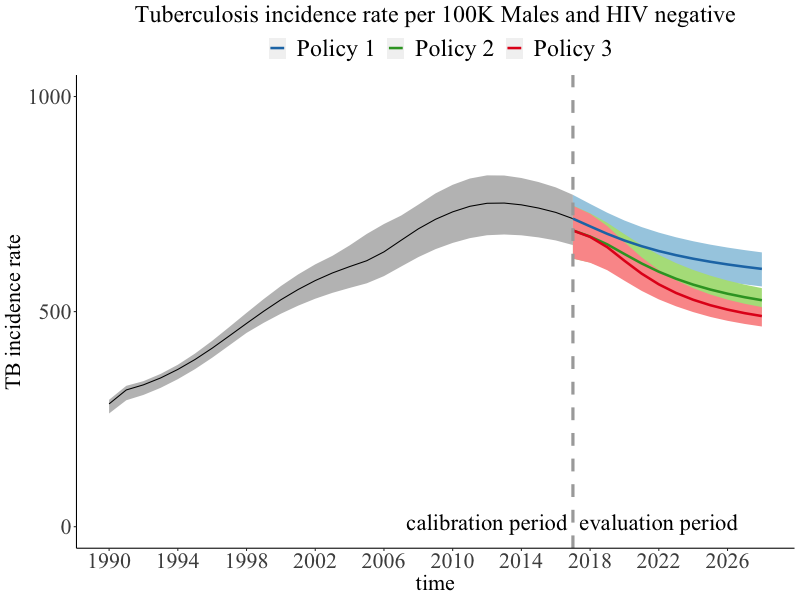 Tuberculosis incidence rate per 100K Males and HIV negative
Policy 1 Policy 2 Policy 3
TB incidence rate
1000
500
0
calibration period evaluation period
1990 1994 1998 2002 2006 2010 2014 2018 2022 2026
time